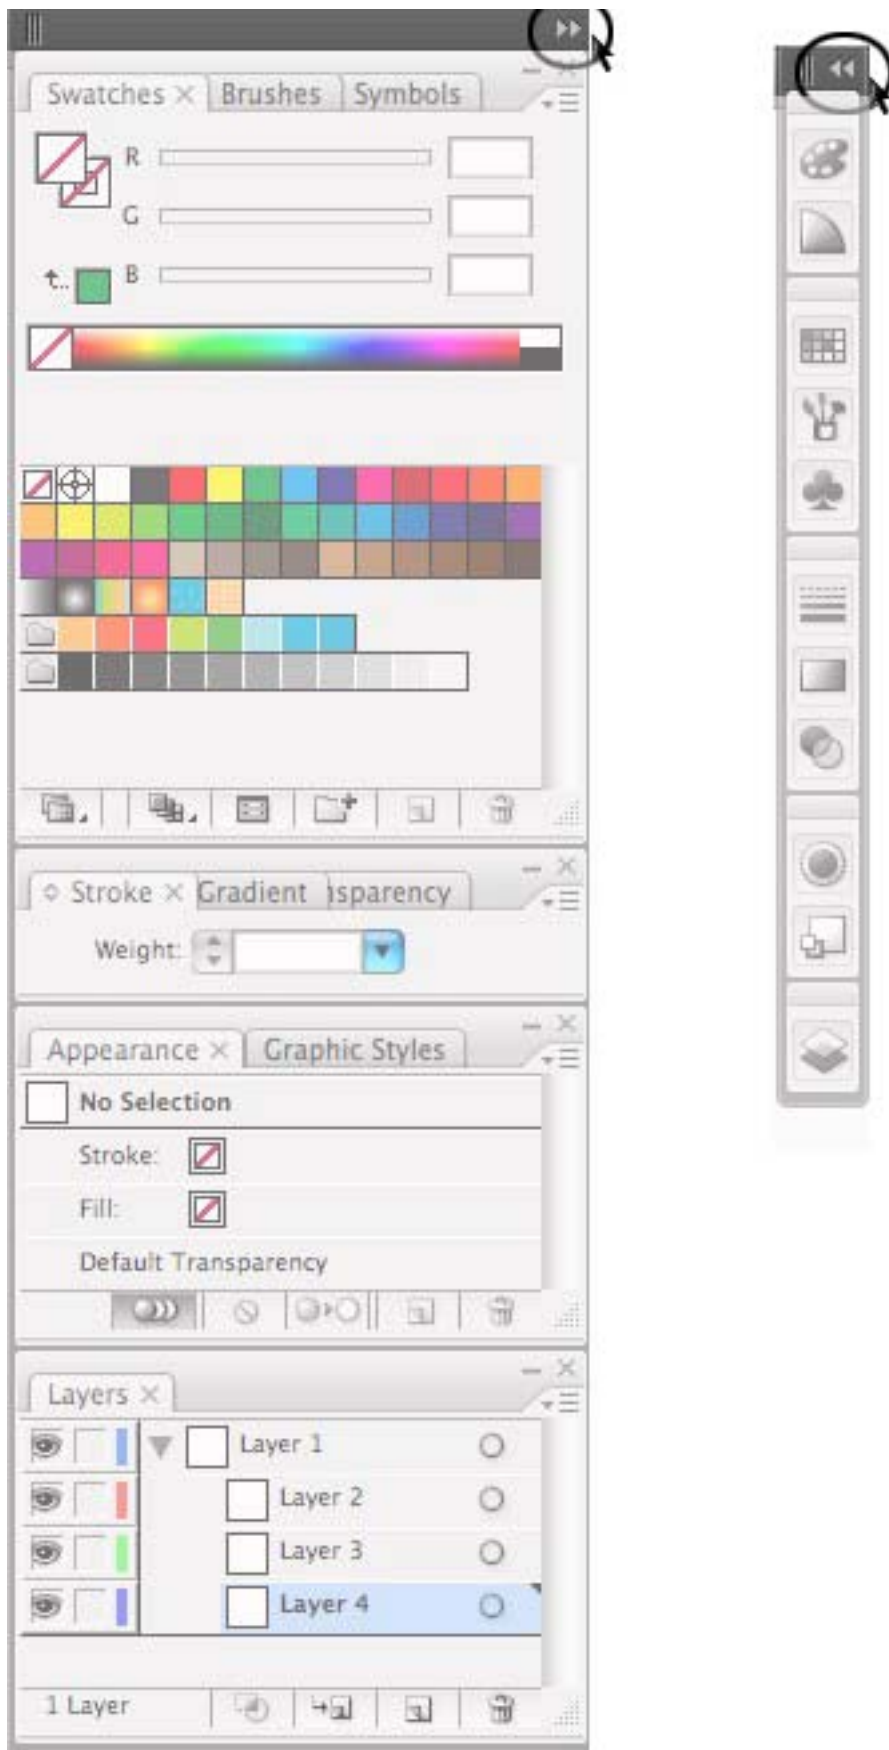 Swatches × Brushes Symbols
R
G
B
Stroke × Gradient nsparency
Weight:
Appearance × Graphic Styles
No Selection
Stroke:
Fill:
Default Transparency
Layers ×
Layer 1
Layer 2
Layer 3
Layer 4
1 Layer